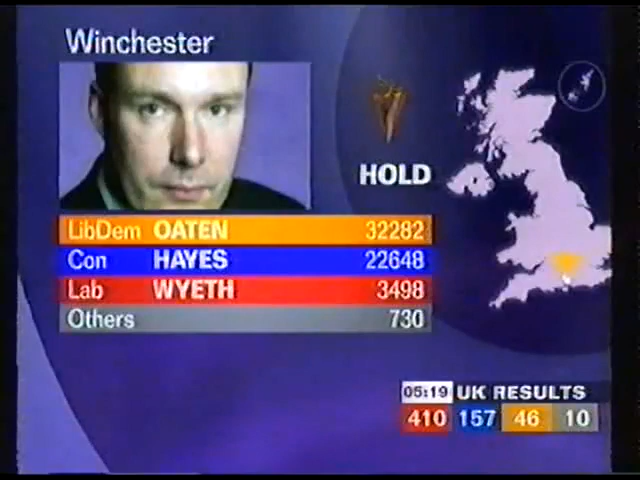 Winchester
HOLD
LibDem OATEN 32282
Con HAYES 22648
Lab WYETH 3498
Others 730
05:19 UK RESULTS
410 157 46 10